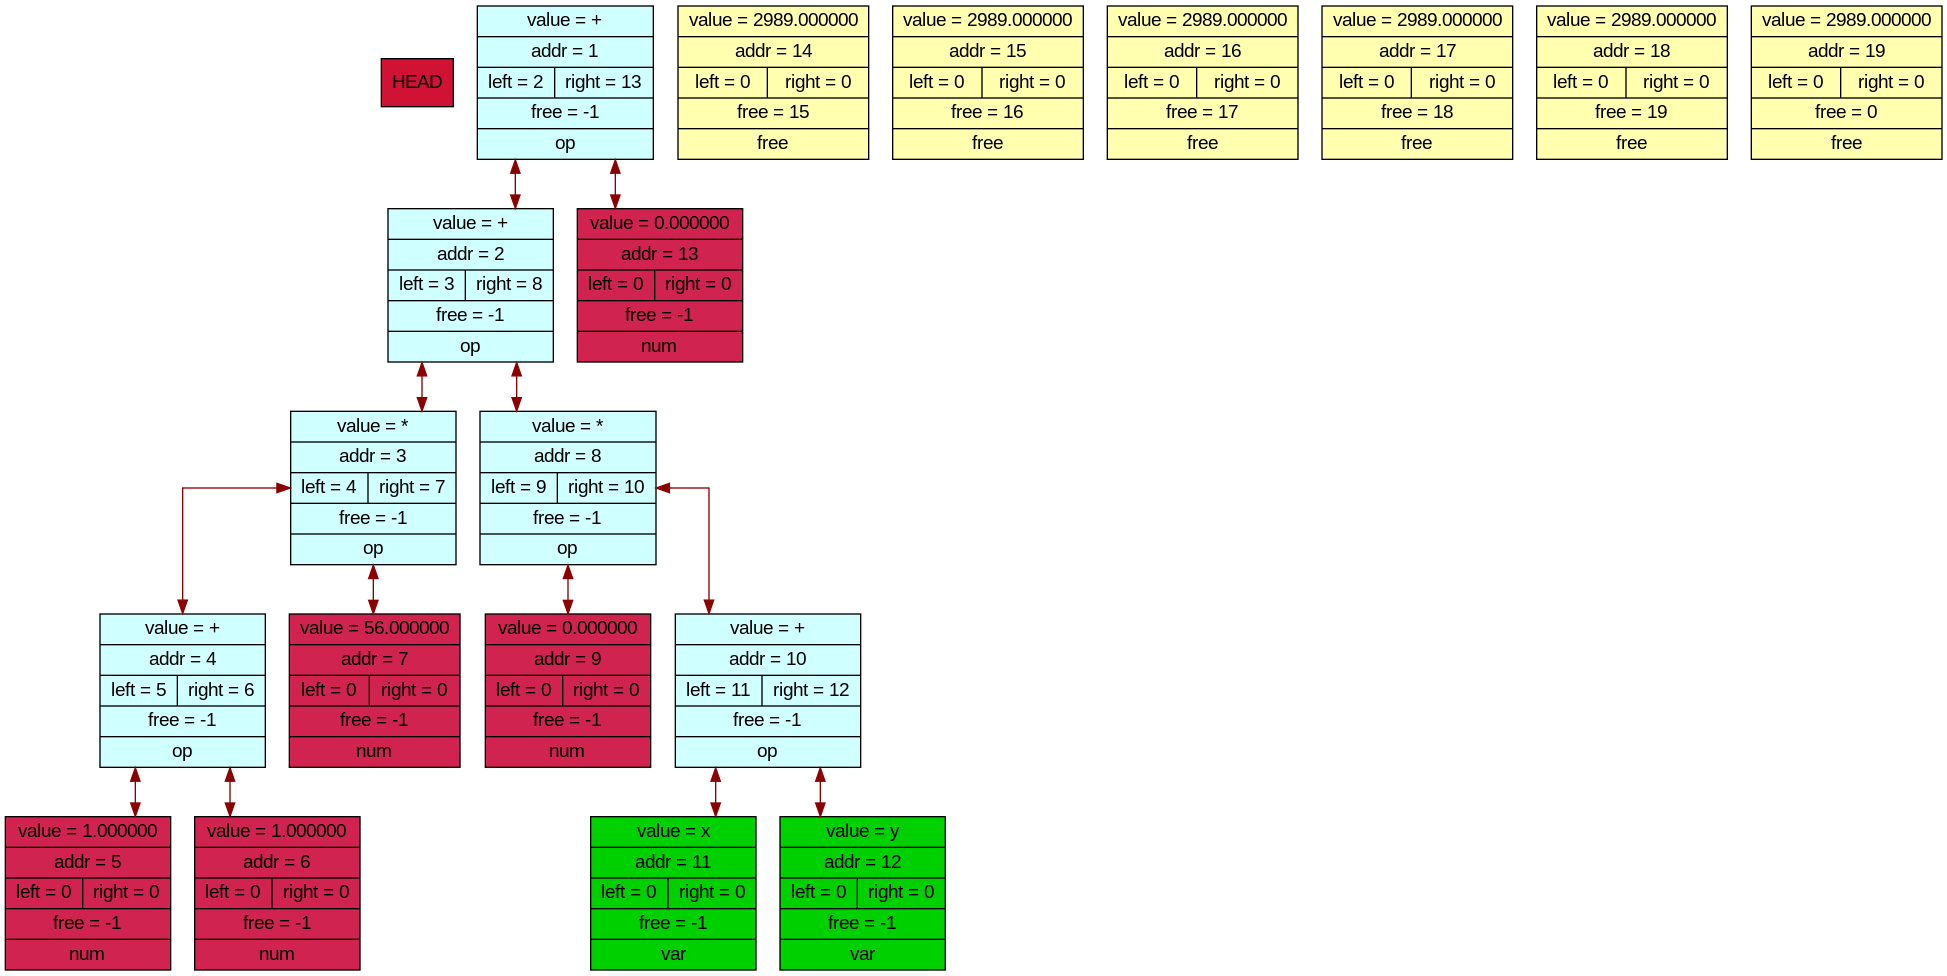 HEAD
value = +
addr = 1
left = 2 right = 13
free = -1
op
value = 2989.000000
addr = 14
left = 0 right = 0
free = 15
free
value = 2989.000000
addr = 15
left = 0 right = 0
free = 16
free
value = 2989.000000
addr = 16
left = 0 right = 0
free = 17
free
value = 2989.000000
addr = 17
left = 0 right = 0
free = 18
free
value = 2989.000000
addr = 18
left = 0 right = 0
free = 19
free
value = 2989.000000
addr = 19
left = 0 right = 0
free = 0
free
value = +
addr = 2
left = 3 right = 8
free = -1
op
value = 0.000000
addr = 13
left = 0 right = 0
free = -1
num
value = *
addr = 3
left = 4 right = 7
free = -1
op
value = *
addr = 8
left = 9 right = 10
free = -1
op
value = +
addr = 4
left = 5 right = 6
free = -1
op
value = 56.000000
addr = 7
left = 0 right = 0
free = -1
num
value = 0.000000
addr = 9
left = 0 right = 0
free = -1
num
value = +
addr = 10
left = 11 right = 12
free = -1
op
value = 1.000000
addr = 5
left = 0 right = 0
free = -1
num
value = 1.000000
addr = 6
left = 0 right = 0
free = -1
num
value = x
addr = 11
left = 0 right = 0
free = -1
var
value = y
addr = 12
left = 0 right = 0
free = -1
var